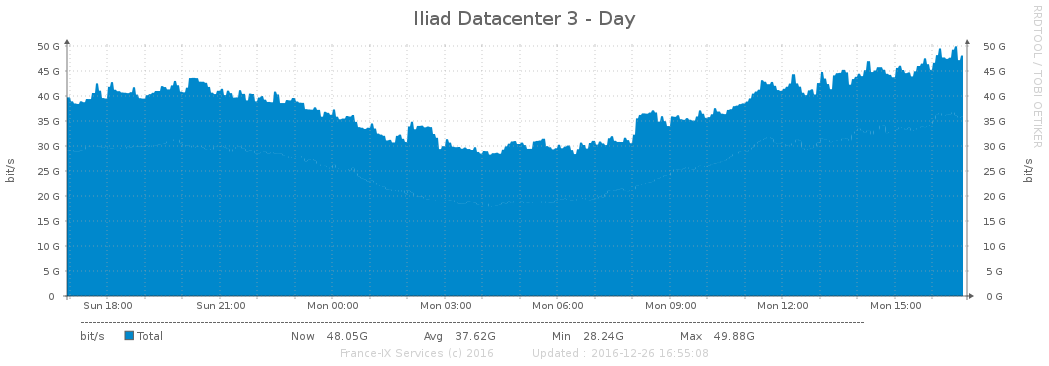 Iliad Datacenter 3 - Day
RRDTOOL / TOBI OETIKER
bit/s
50 G 50 G
45 G 45 G
40 G 40 G
35 G 35 G
30 G 30 G
25 G 25 G
20 G 20 G
15 G 15 G
10 G 10 G
5 G 5 G
0 0 G
bit/s
Sun 18:00 Sun 21:00 Mon 00:00 Mon 03:00 Mon 06:00 Mon 09:00 Mon 12:00 Mon 15:00
bit/s Total Now 48.05G Avg 37.62G Min 28.24G Max 49.88G
France-IX Services (c) 2016 Updated : 2016-12-26 16:55:08